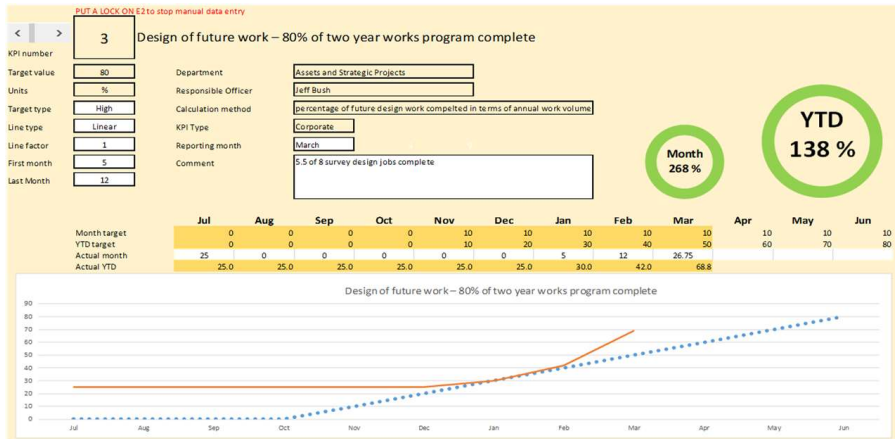 PUT A LOCK ON E2 to stop manual data entry
< >
KPI number
3
Design of future work – 80% of two year works program complete
Target value 80 Department Assets and Strategic Projects
Units % Responsible Officer Jeff Bush
Target type High Calculation method percentage of future design work compelted in terms of annual work volume
Line type Linear KPI Type Corporate
Line factor 1 Reporting month March
First month 5 Comment 5.5 of 8 survey design jobs complete
Last Month 12
Month
268 %
YTD
138 %
Jul Aug Sep Oct Nov Dec Jan Feb Mar Apr May Jun
Month target 0 0 0 0 10 10 10 10 10 10 10 10
YTD target 0 0 0 0 10 20 30 40 50 60 70 80
Actual month 25 0 0 0 0 0 5 12 26.75
Actual YTD 25.0 25.0 25.0 25.0 25.0 25.0 30.0 42.0 68.8
Design of future work – 80% of two year works program complete
90
80
70
60
50
40
30
20
10
0
Jul Aug Sep Oct Nov Dec Jan Feb Mar Apr May Jun